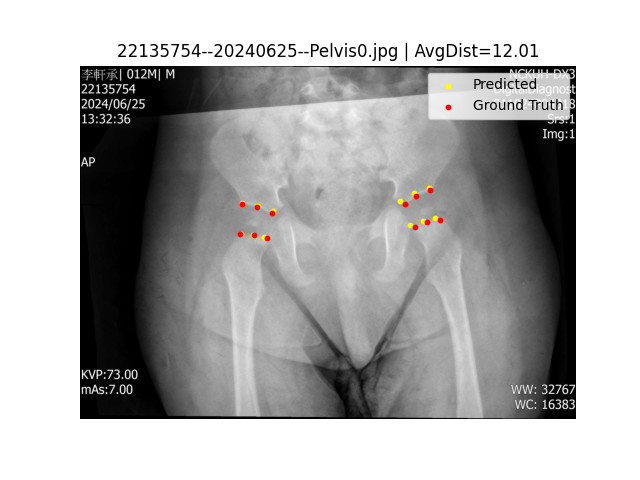 22135754--20240625--Pelvis0.jpg | AvgDist=12.01
李軒承| 012M| M
22135754
2024/06/25
13:32:36
AP
NCKUH-DX3
Predicted
Ground Truth
Srs:1
Img:1
KVP:73.00
mAs:7.00
WW: 32767
WC: 16383